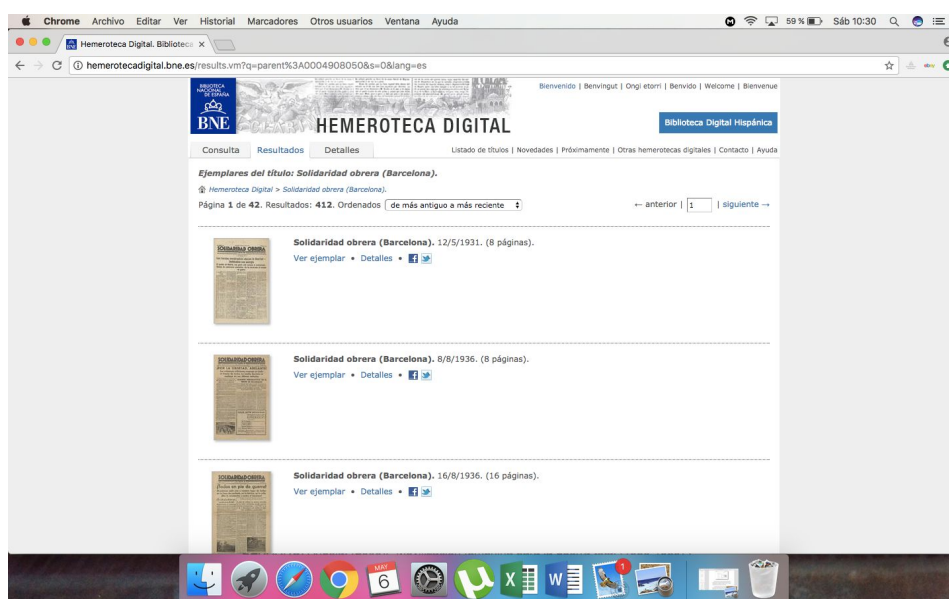 Chrome Archivo Editar Ver Historial Marcadores Otros usuarios Ventana Ayuda 59 % Sáb 10:30
Hemeroteca Digital. Bibliotec
hemerotecadigital.bne.es/results.vm?q=parent%3A0004908050&s=0&lang=es
BIBLIOTECA
NACIONAL
DE ESPAÑA
BNE
HEMEROTECA DIGITAL
Bienvenido | Benvingut | Ongi etorri | Benvido | Welcome | Bienvenue
Biblioteca Digital Hispánica
Consulta Resultados Detalles
Listado de títulos | Novedades | Próximamente | Otras hemerotecas digitales | Contacto | Ayuda
Ejemplares del título: Solidaridad obrera (Barcelona).
Hemeroteca Digital > Solidaridad obrera (Barcelona).
Página 1 de 42. Resultados: 412. Ordenados de más antiguo a más reciente
← anterior | 1 | siguiente →
SOLIDARIDAD OBRERA
Solidaridad obrera (Barcelona). 12/5/1931. (8 páginas).
Ver ejemplar • Detalles •
SOLIDARIDAD OBRERA
Solidaridad obrera (Barcelona). 8/8/1936. (8 páginas).
Ver ejemplar • Detalles •
SOLIDARIDAD OBRERA
Solidaridad obrera (Barcelona). 16/8/1936. (16 páginas).
Ver ejemplar • Detalles •
MAY
6
1